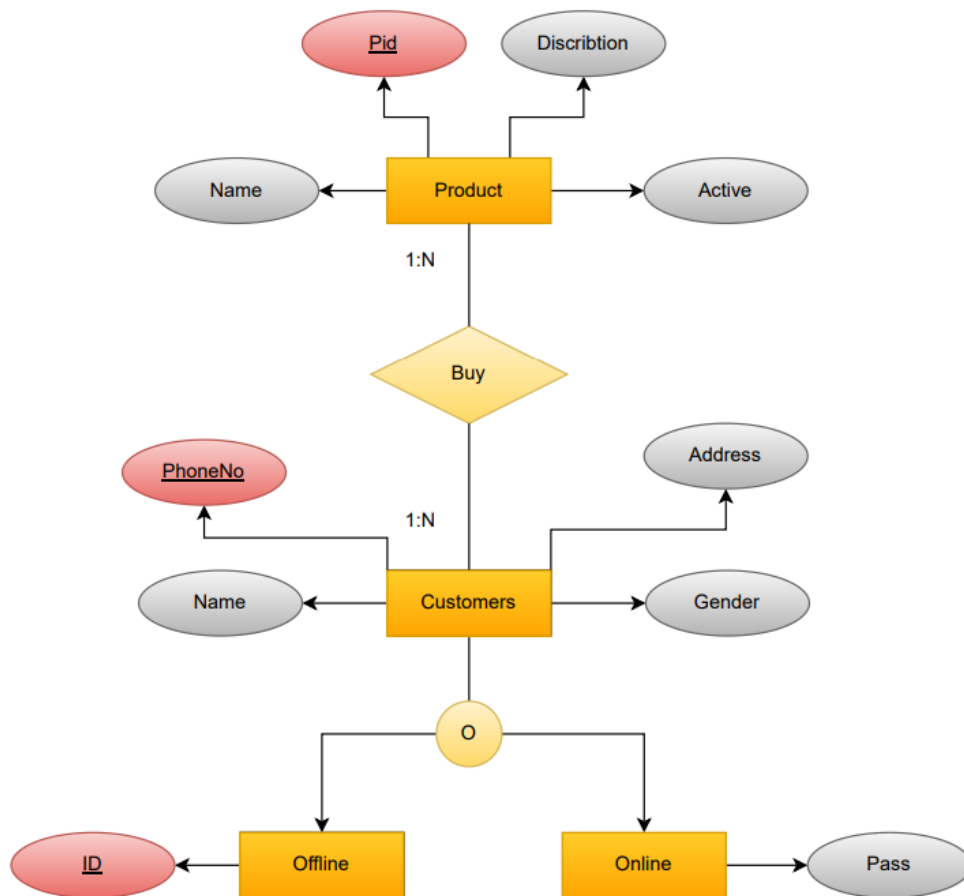 Pid
Discribtion
Name
Product
Active
1:N
Buy
PhoneNo
Address
1:N
Name
Customers
Gender
O
ID
Offline
Online
Pass